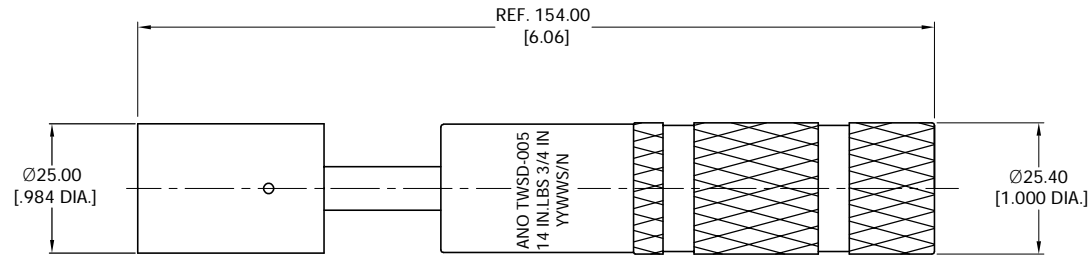 REF. 154.00
[6.06]
Ø25.00
[.984 DIA.]
ANO TWSD-005
14 IN.LBS 3/4 IN
YYWWS/N
Ø25.40
[1.000 DIA.]